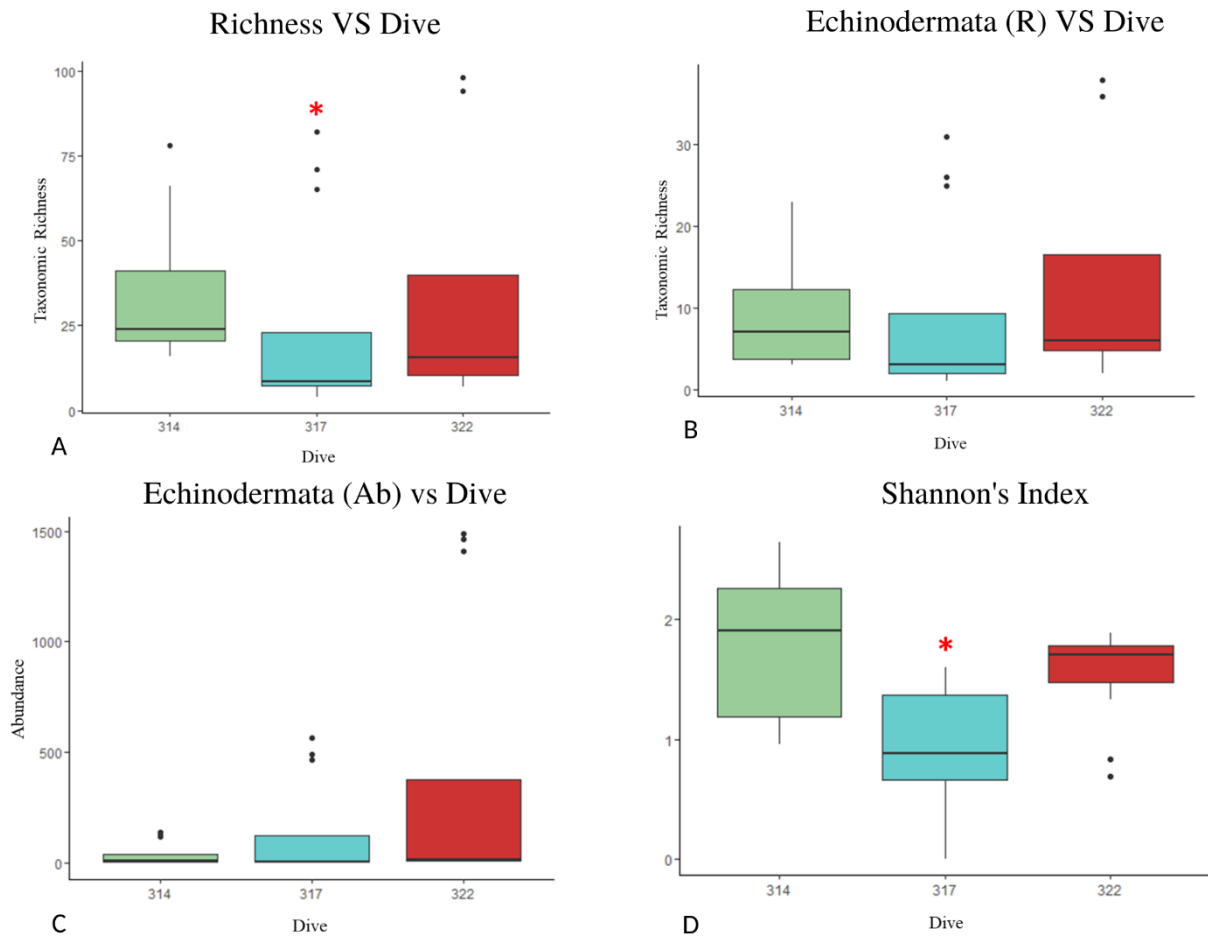 Richness VS Dive
Taxonomic Richness
100
75
50
25
0
*
314
317
322
Dive
A
Echinodermata (R) VS Dive
Taxonomic Richness
30
20
10
0
314
317
322
Dive
B
Echinodermata (Ab) vs Dive
Abundance
1500
1000
500
0
314
317
322
Dive
C
Shannon's Index
2
1
0
*
314
317
322
Dive
D